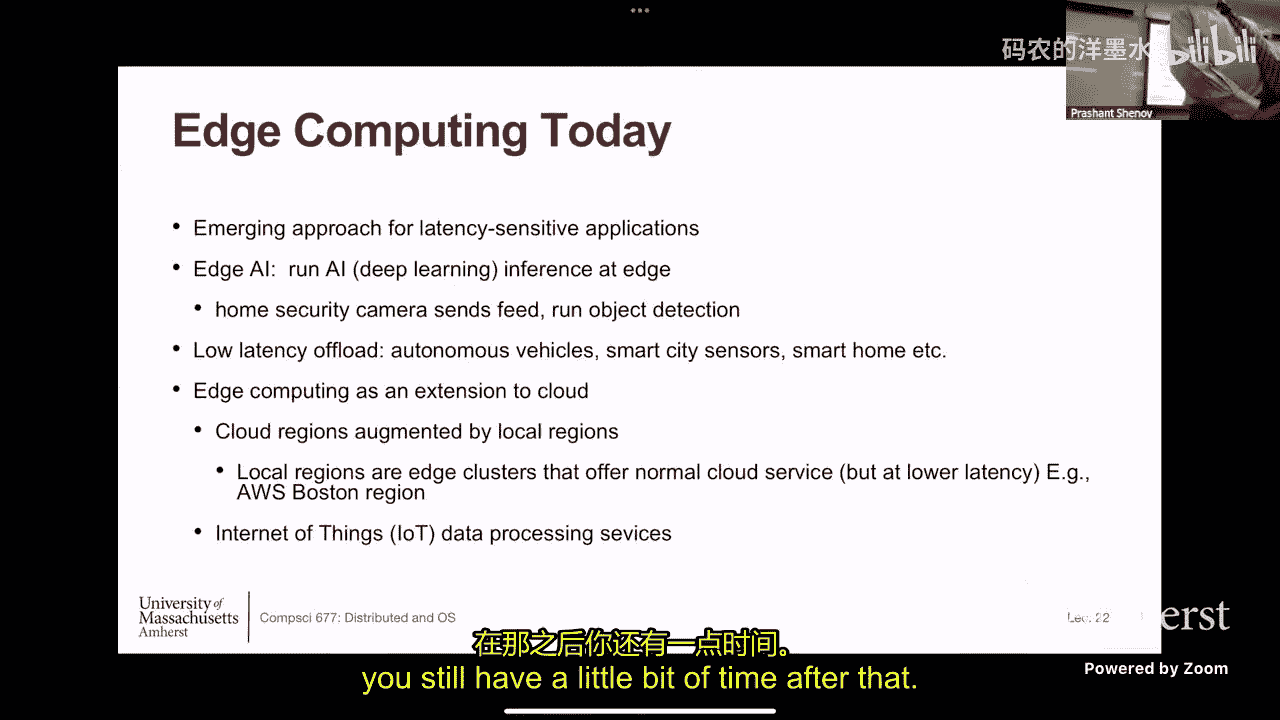 码农的洋墨水
bilibili
Prashant Shenoy
Edge Computing Today
• Emerging approach for latency-sensitive applications
• Edge AI: run AI (deep learning) inference at edge
• home security camera sends feed, run object detection
• Low latency offload: autonomous vehicles, smart city sensors, smart home etc.
• Edge computing as an extension to cloud
• Cloud regions augmented by local regions
• Local regions are edge clusters that offer normal cloud service (but at lower latency) E.g.,
AWS Boston region
• Internet of Things (IoT) data processing sevices
University of
Massachusetts
Amherst
Compsci 677: Distributed and OS
Lec. 22
erst
在那之后你还有一点时间。
you still have a little bit of time after that.
Powered by Zoom